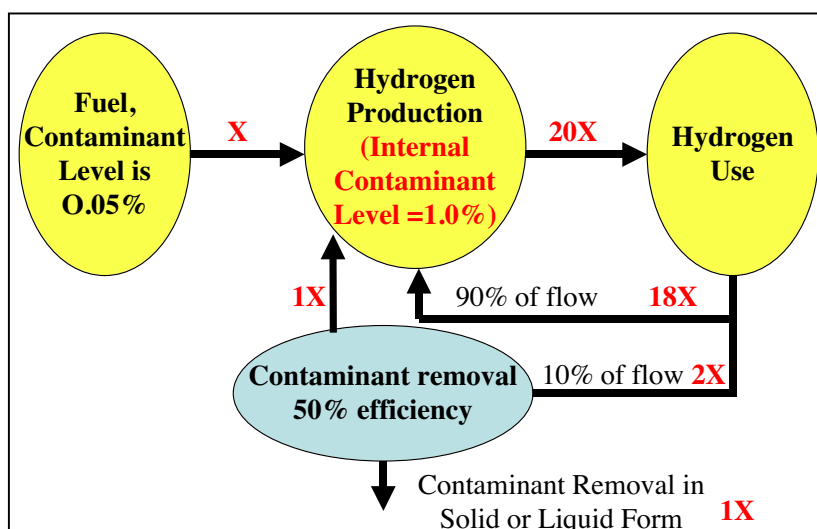 Fuel,
Contaminant
Level is
O.05%
X
Hydrogen
Production
(Internal
Contaminant
Level =1.0%)
20X
Hydrogen
Use
1X
90% of flow 18X
Contaminant removal
50% efficiency
10% of flow 2X
Contaminant Removal in
Solid or Liquid Form 1X